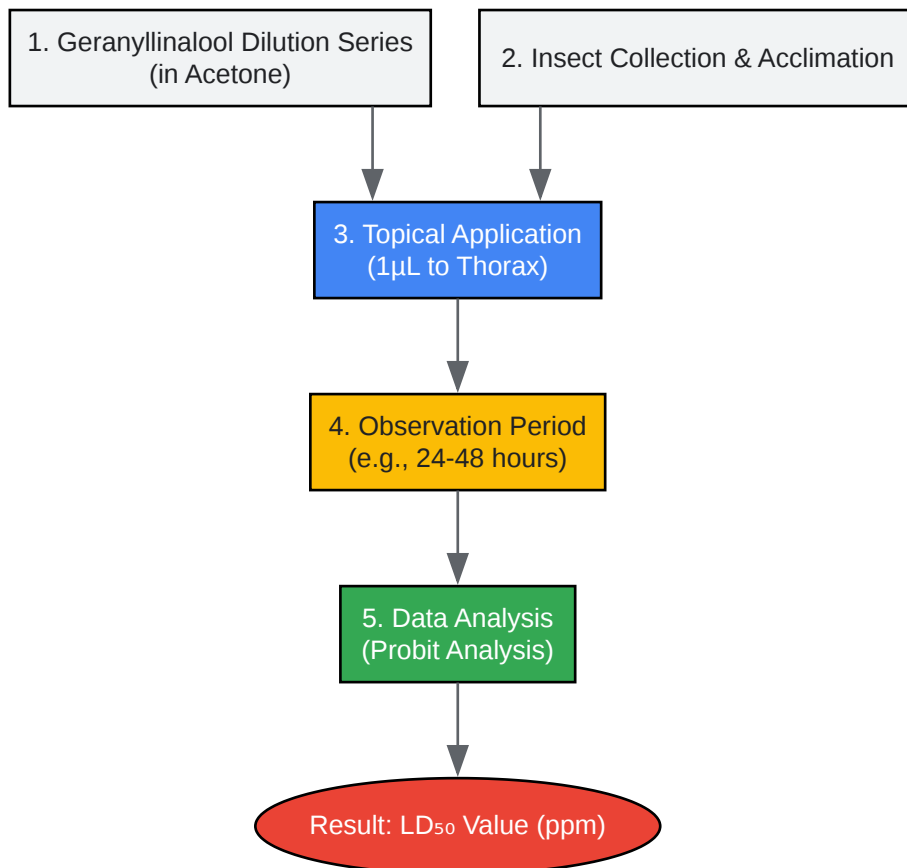 1. Geranyllinalool Dilution Series
(in Acetone)
2. Insect Collection & Acclimation
3. Topical Application
(1µL to Thorax)
4. Observation Period
(e.g., 24-48 hours)
5. Data Analysis
(Probit Analysis)
Result: LD₅₀ Value (ppm)